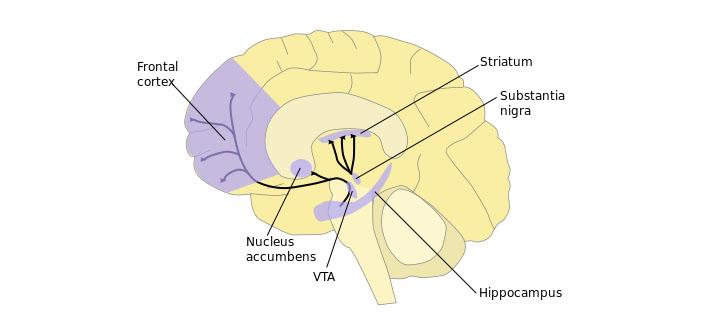 Frontal
cortex
Striatum
Substantia
nigra
Nucleus
accumbens
VTA
Hippocampus